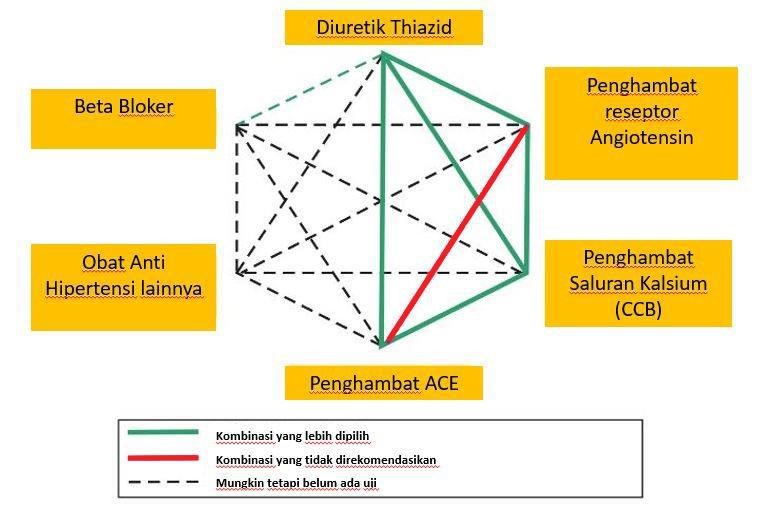 Diuretik Thiazid
Beta Bloker
Penghambat
reseptor
Angiotensin
Obat Anti
Hipertensi lainnya
Penghambat
Saluran Kalsium
(CCB)
Penghambat ACE
Kombinasi yang lebih dipilih
Kombinasi yang tidak direkomendasikan
Mungkin tetapi belum ada uji